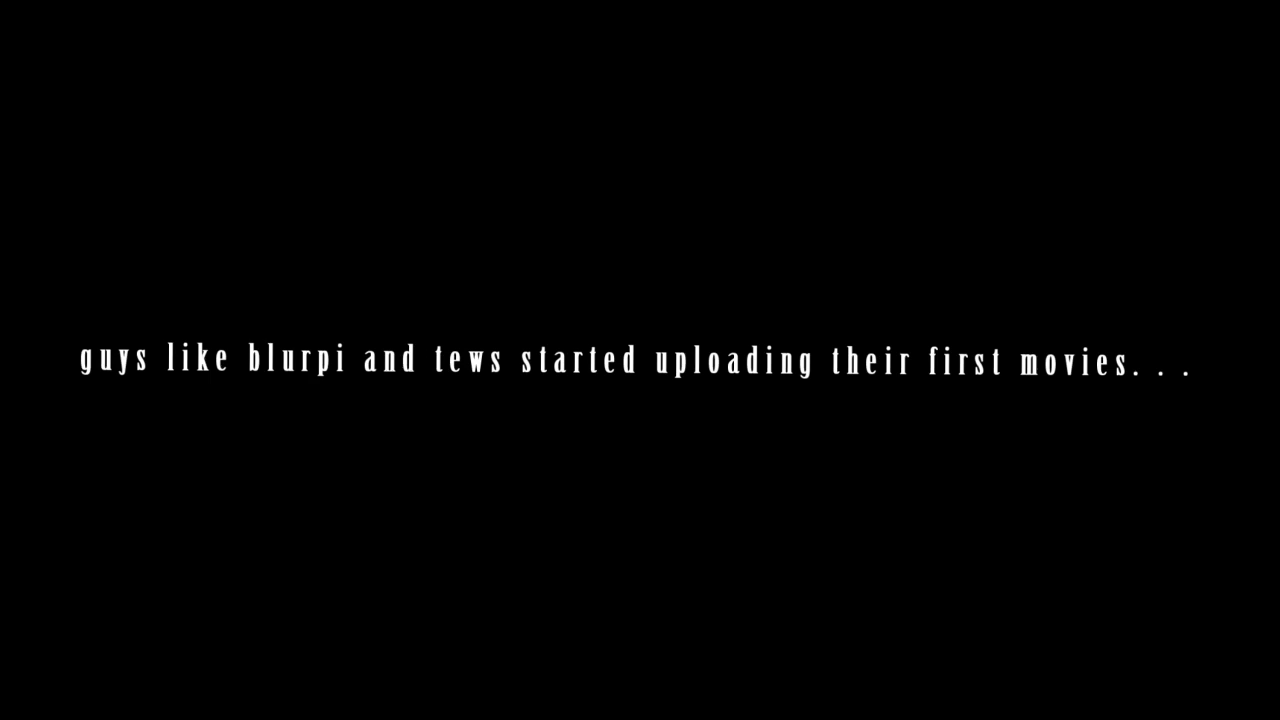 guys like blurpi and tews started uploading their first movies. . .